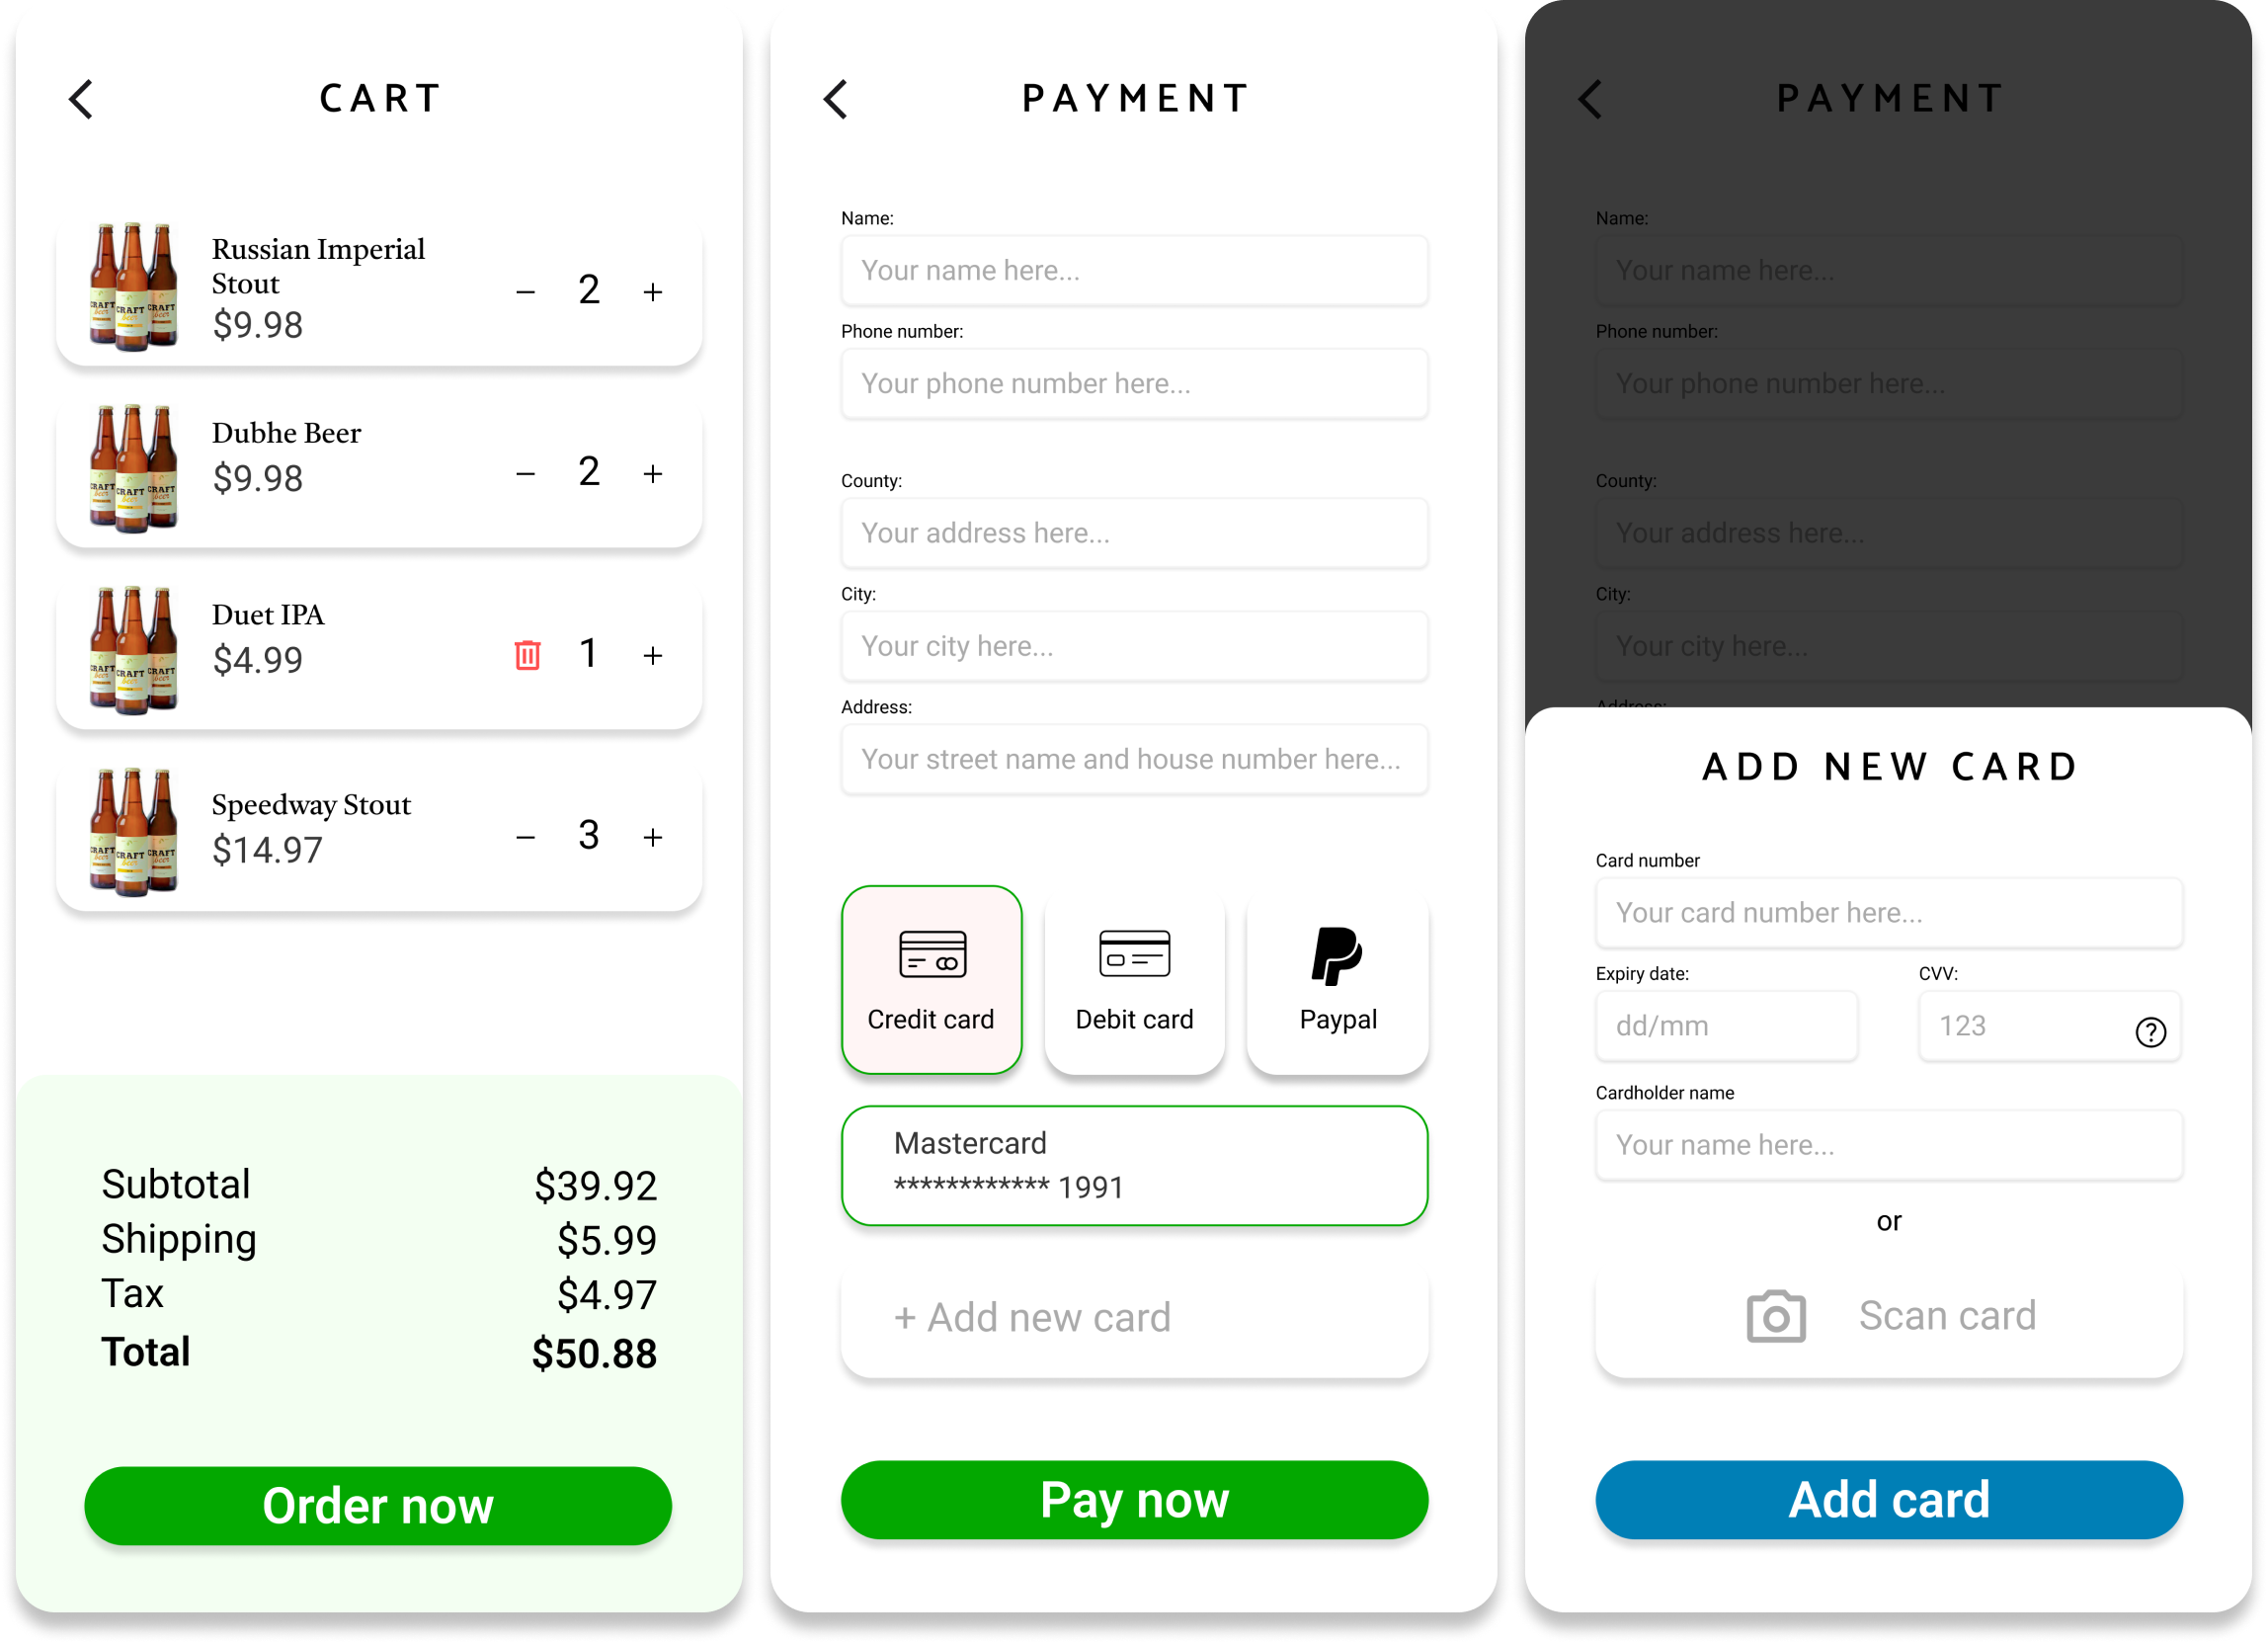 CART
Russian Imperial
Stout
$9.98
2
Dubhe Beer
$9.98
2
Duet IPA
$4.99
1
Speedway Stout
$14.97
3
Subtotal $39.92
Shipping $5.99
Tax $4.97
Total $50.88
Order now
PAYMENT
Name:
Your name here...
Phone number:
Your phone number here...
County:
Your address here...
City:
Your city here...
Address:
Your street name and house number here...
Credit card
Debit card
Paypal
Mastercard
************ 1991
+ Add new card
Pay now
PAYMENT
Name:
Your name here...
Phone number:
Your phone number here...
County:
Your address here...
City:
Your city here...
Address:
ADD NEW CARD
Card number
Your card number here...
Expiry date: CVV:
dd/mm 123
Cardholder name
Your name here...
or
Scan card
Add card